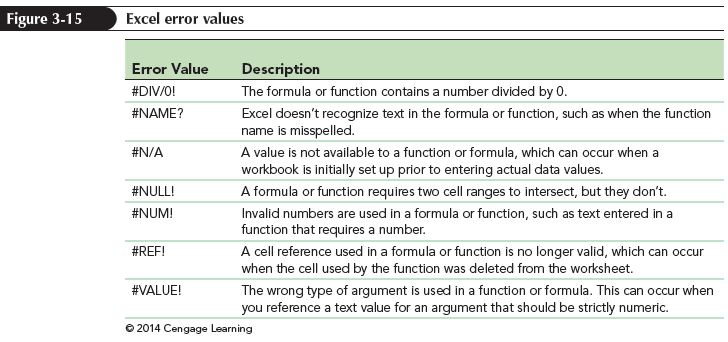 Figure 3-15 Excel error values
Error Value Description
#DIV/0! The formula or function contains a number divided by 0.
#NAME? Excel doesn't recognize text in the formula or function, such as when the function
name is misspelled.
#N/A A value is not available to a function or formula, which can occur when a
workbook is initially set up prior to entering actual data values.
#NULL! A formula or function requires two cell ranges to intersect, but they don't.
#NUM! Invalid numbers are used in a formula or function, such as text entered in a
function that requires a number.
#REF! A cell reference used in a formula or function is no longer valid, which can occur
when the cell used by the function was deleted from the worksheet.
#VALUE! The wrong type of argument is used in a function or formula. This can occur when
you reference a text value for an argument that should be strictly numeric.
© 2014 Cengage Learning